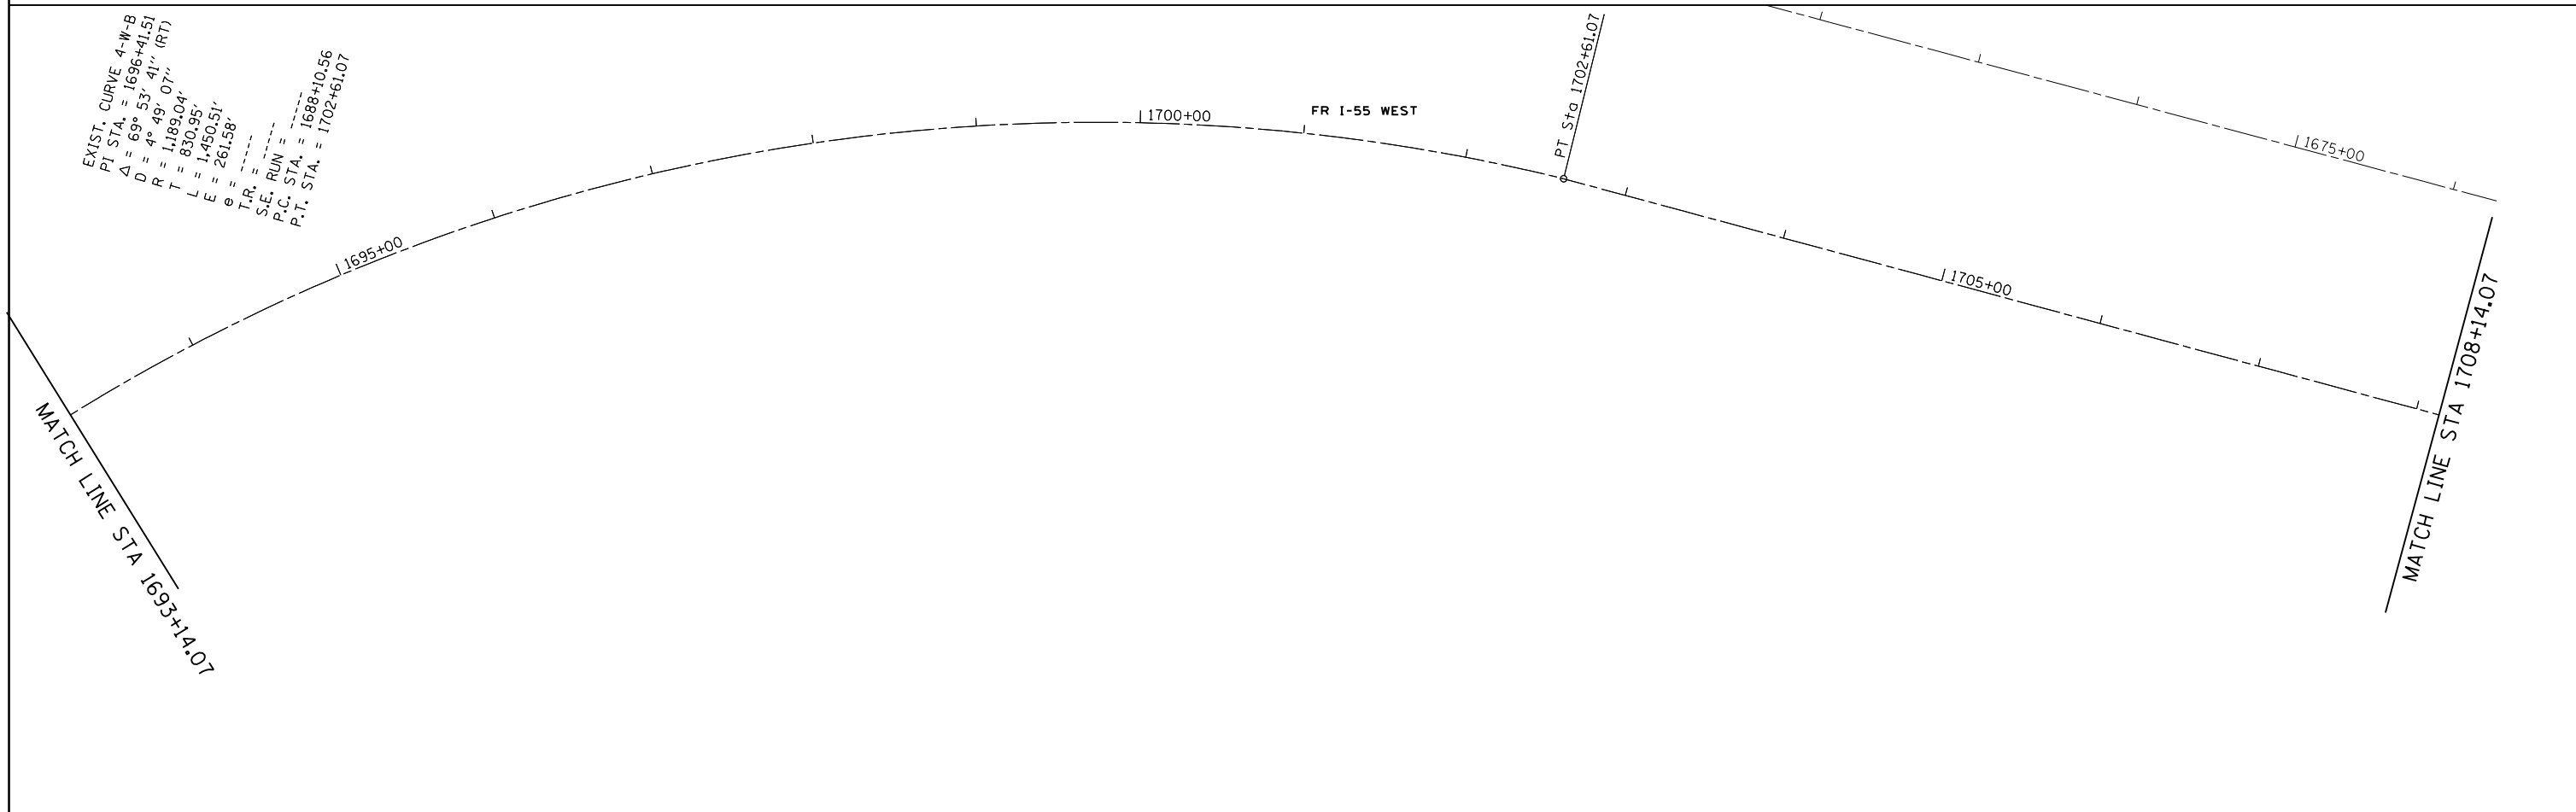 EXIST. CURVE 4-W-B
PI STA. = 1696+41.51
Δ = 69° 53' 41'' (RT)
D = 4° 49' 07''
R = 1,189.04'
T = 830.95'
L = 1,450.51'
E = 261.58'
e = ------
T.R. = ------
S.E. RUN = ------
P.C. STA. = 1688+10.56
P.T. STA. = 1702+61.07
PT Sta 1702+61.07
FR I-55 WEST
1700+00
1675+00
1695+00
1705+00
MATCH LINE STA 1693+14.07
MATCH LINE STA 1708+14.07